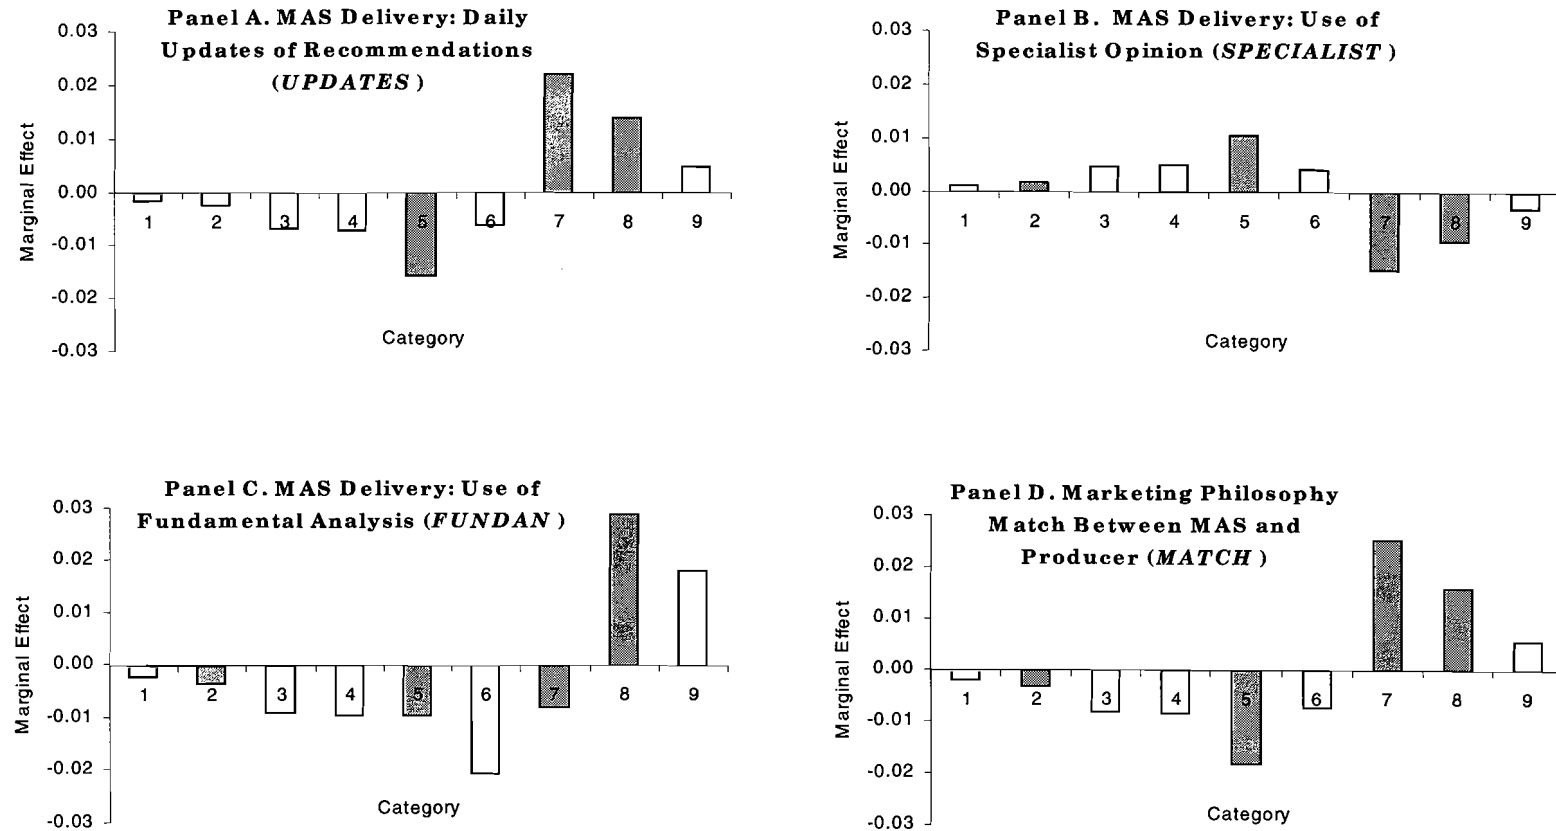 Panel A. MAS Delivery: Daily
Updates of Recommendations
(UPDATES )
0.03
0.02
0.01
0.00
-0.01
-0.02
-0.03
Marginal Effect
1 2 3 4 5 6 7 8 9
Category
Panel B. MAS Delivery: Use of
Specialist Opinion (SPECIALIST )
0.03
0.02
0.01
0.00
-0.01
-0.02
-0.03
Marginal Effect
1 2 3 4 5 6 7 8 9
Category
Panel C. MAS Delivery: Use of
Fundamental Analysis (FUNDAN )
0.03
0.02
0.01
0.00
-0.01
-0.02
-0.03
Marginal Effect
1 2 3 4 5 6 7 8 9
Category
Panel D. Marketing Philosophy
Match Between MAS and
Producer (MATCH )
0.03
0.02
0.01
0.00
-0.01
-0.02
-0.03
Marginal Effect
1 2 3 4 5 6 7 8 9
Category